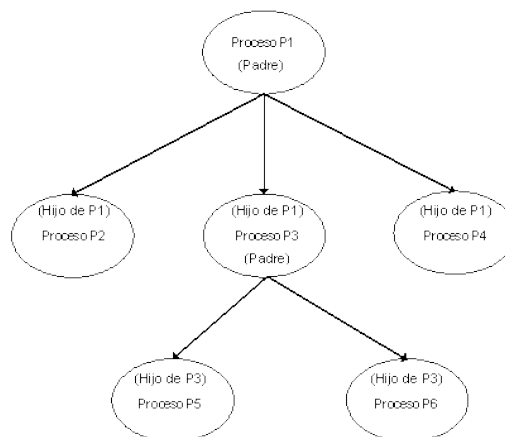 Proceso P1
(Padre)
(Hijo de P1)
Proceso P2
(Hijo de P1)
Proceso P3
(Padre)
(Hijo de P1)
Proceso P4
(Hijo de P3)
Proceso P5
(Hijo de P3)
Proceso P6